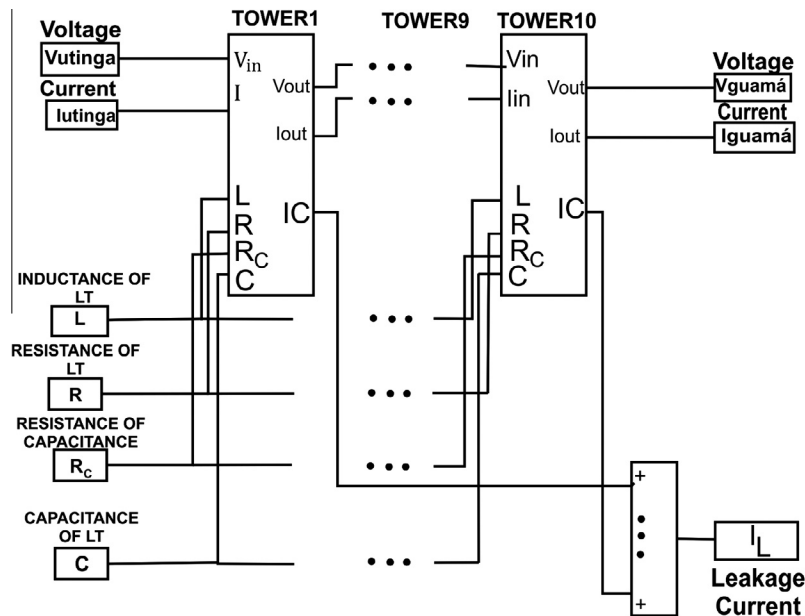 TOWER1
TOWER9
TOWER10
Voltage
Vutinga
Current
Iutinga
Vin
I
Vout
Iout
L
R
RC
C
IC
Vin
Iin
Vout
Iout
L
R
RC
C
IC
Voltage
Vguamá
Current
Iguamá
INDUCTANCE OF
LT
L
RESISTANCE OF
LT
R
RESISTANCE OF
CAPACITANCE
RC
CAPACITANCE
OF LT
C
+
+
IL
Leakage
Current